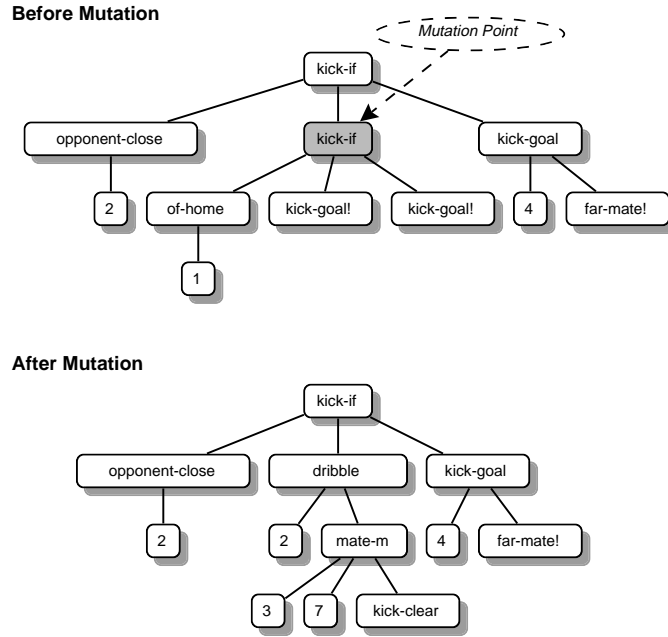 Before Mutation
Mutation Point
kick-if
opponent-close
kick-if
kick-goal
2
of-home
kick-goal!
kick-goal!
4
far-mate!
1
After Mutation
kick-if
opponent-close
dribble
kick-goal
2
2
mate-m
4
far-mate!
3
7
kick-clear